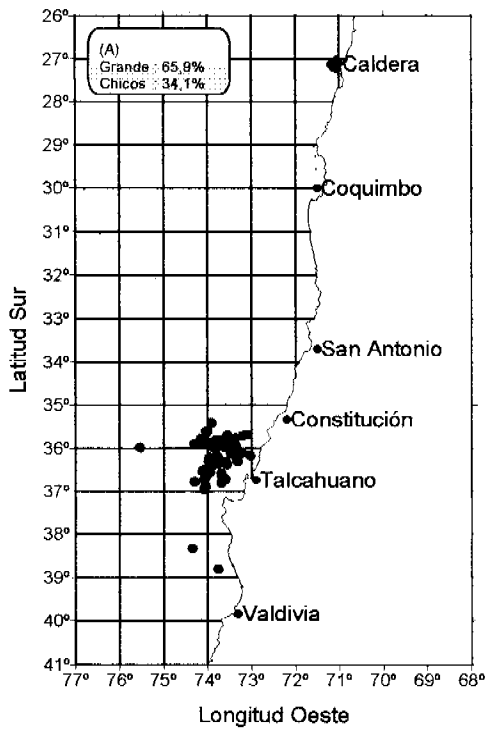 26º
(A)
Grande : 65,9%
Chicos : 34,1%
27º
Caldera
28º
29º
30º
Coquimbo
31º
32º
33º
Latitud Sur
34º
San Antonio
35º
Constitución
36º
37º
Talcahuano
38º
39º
40º
Valdivia
41º
77º 76º 75º 74º 73º 72º 71º 70º 69º 68º
Longitud Oeste